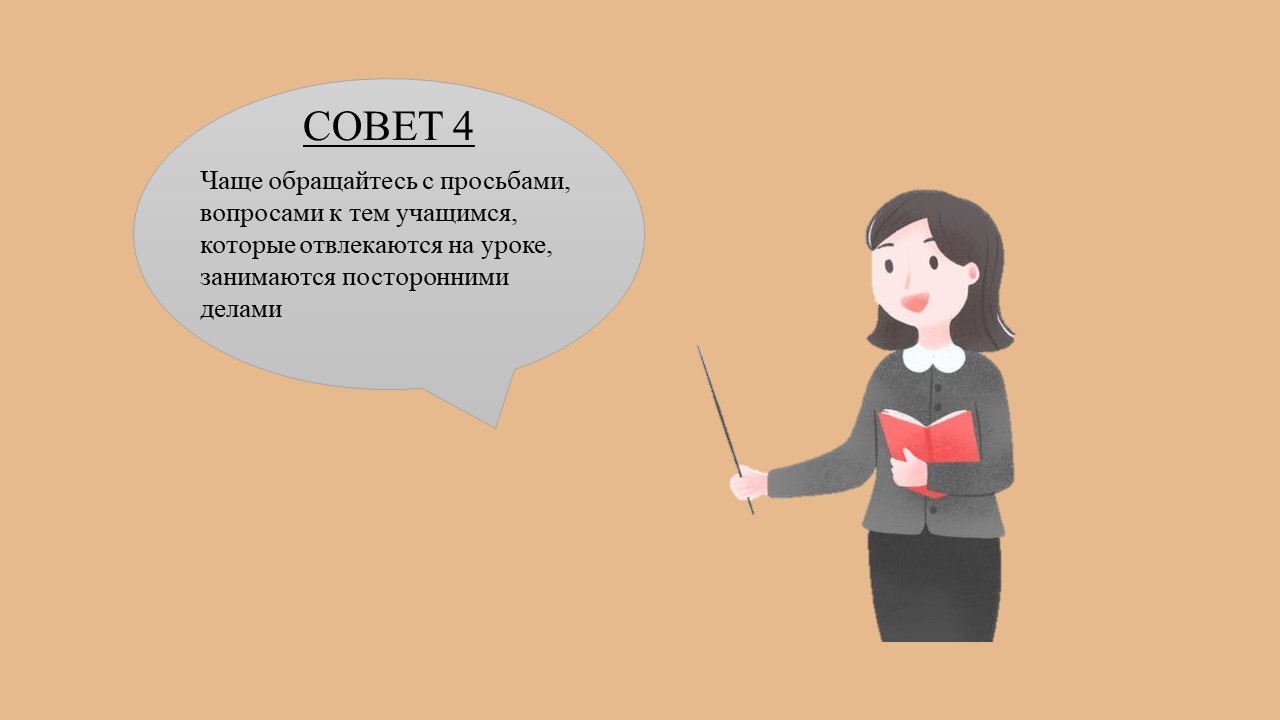 СОВЕТ 4
Чаще обращайтесь с просьбами,
вопросами к тем учащимся,
которые отвлекаются на уроке,
занимаются посторонними
делами